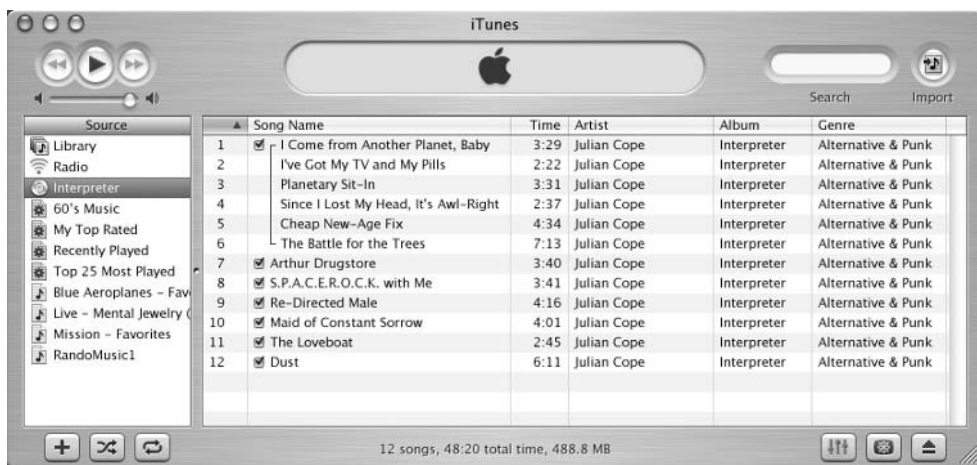 iTunes
Search
Import
Source
Library
Radio
Interpreter
60's Music
My Top Rated
Recently Played
Top 25 Most Played
Blue Aeroplanes – Fav
Live – Mental Jewelry (
Mission – Favorites
RandoMusic1
Song Name Time Artist Album Genre
1 I Come from Another Planet, Baby 3:29 Julian Cope Interpreter Alternative & Punk
2 I've Got My TV and My Pills 2:22 Julian Cope Interpreter Alternative & Punk
3 Planetary Sit-In 3:31 Julian Cope Interpreter Alternative & Punk
4 Since I Lost My Head, It's Awl-Right 2:37 Julian Cope Interpreter Alternative & Punk
5 Cheap New-Age Fix 4:34 Julian Cope Interpreter Alternative & Punk
6 The Battle for the Trees 7:13 Julian Cope Interpreter Alternative & Punk
7 Arthur Drugstore 3:40 Julian Cope Interpreter Alternative & Punk
8 S.P.A.C.E.R.O.C.K. with Me 3:41 Julian Cope Interpreter Alternative & Punk
9 Re-Directed Male 4:16 Julian Cope Interpreter Alternative & Punk
10 Maid of Constant Sorrow 4:01 Julian Cope Interpreter Alternative & Punk
11 The Loveboat 2:45 Julian Cope Interpreter Alternative & Punk
12 Dust 6:11 Julian Cope Interpreter Alternative & Punk
12 songs, 48:20 total time, 488.8 MB